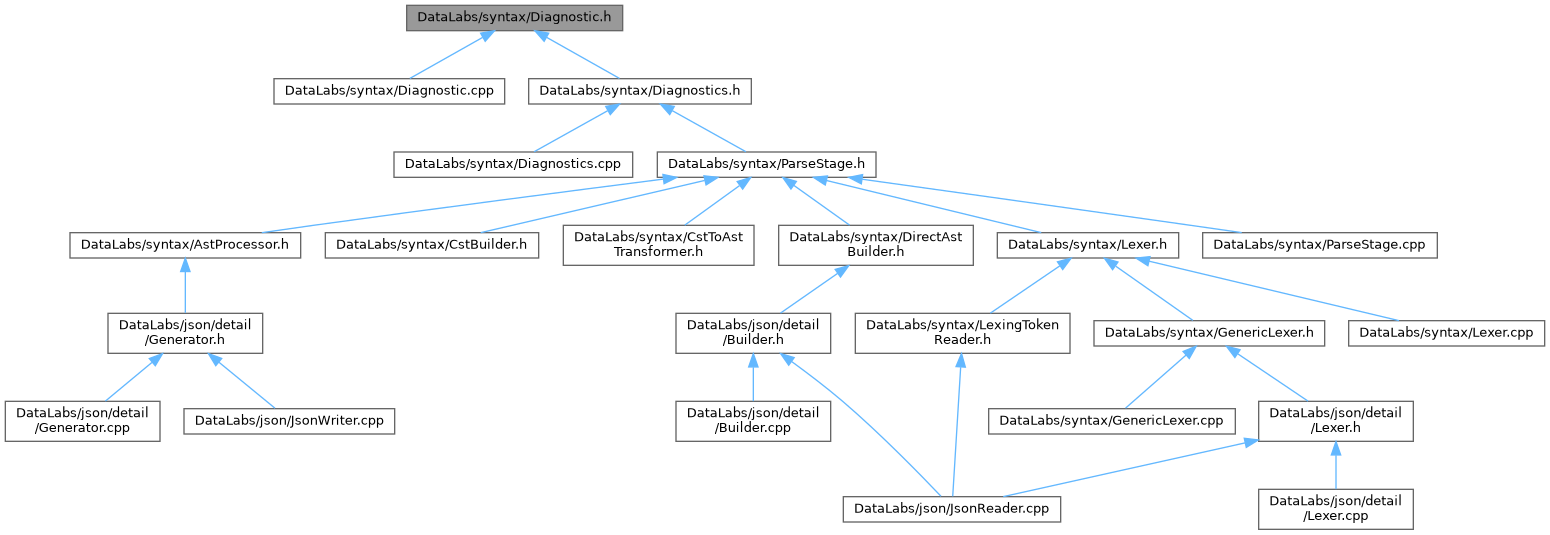 DataLabs/syntax/Diagnostic.h
DataLabs/syntax/Diagnostic.cpp
DataLabs/syntax/Diagnostics.h
DataLabs/syntax/Diagnostics.cpp
DataLabs/syntax/ParseStage.h
DataLabs/syntax/AstProcessor.h
DataLabs/syntax/CstBuilder.h
DataLabs/syntax/CstToAst
Transformer.h
DataLabs/syntax/DirectAst
Builder.h
DataLabs/syntax/Lexer.h
DataLabs/syntax/ParseStage.cpp
DataLabs/json/detail
/Generator.h
DataLabs/json/detail
/Builder.h
DataLabs/syntax/LexingToken
Reader.h
DataLabs/syntax/GenericLexer.h
DataLabs/syntax/Lexer.cpp
DataLabs/json/detail
/Generator.cpp
DataLabs/json/JsonWriter.cpp
DataLabs/json/detail
/Builder.cpp
DataLabs/syntax/GenericLexer.cpp
DataLabs/json/detail
/Lexer.h
DataLabs/json/JsonReader.cpp
DataLabs/json/detail
/Lexer.cpp